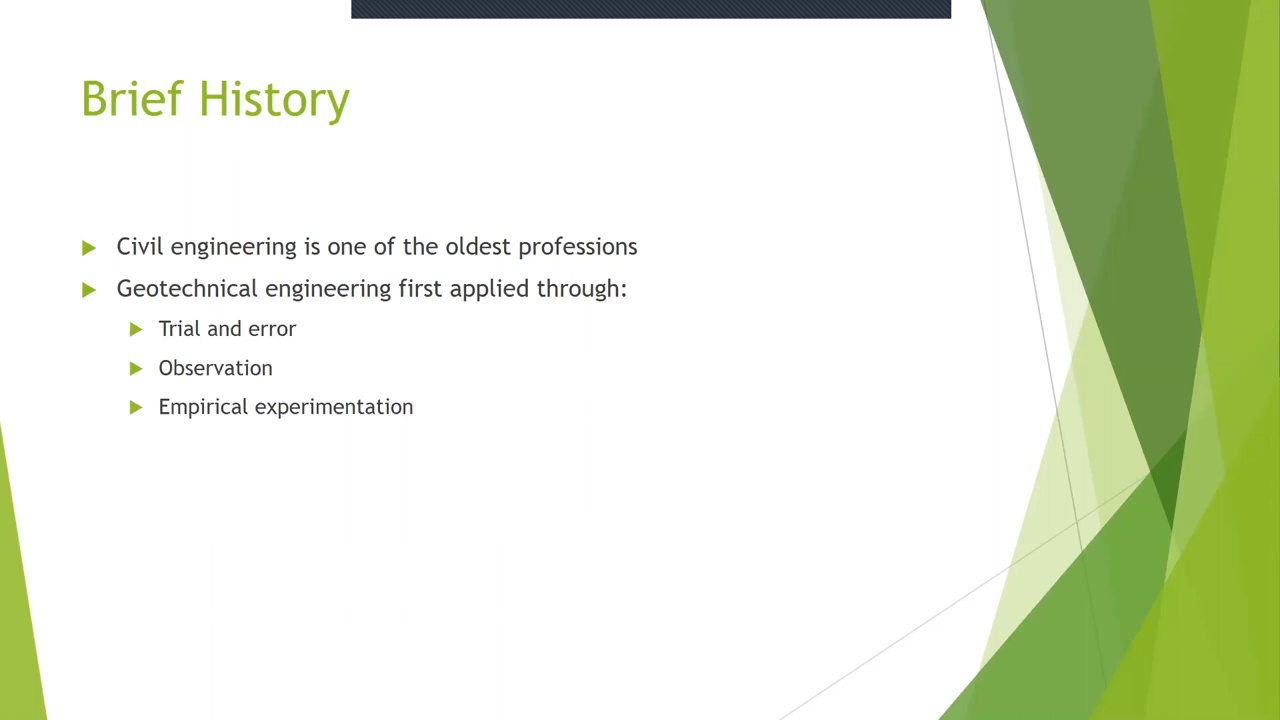 Brief History
Civil engineering is one of the oldest professions
Geotechnical engineering first applied through:
Trial and error
Observation
Empirical experimentation